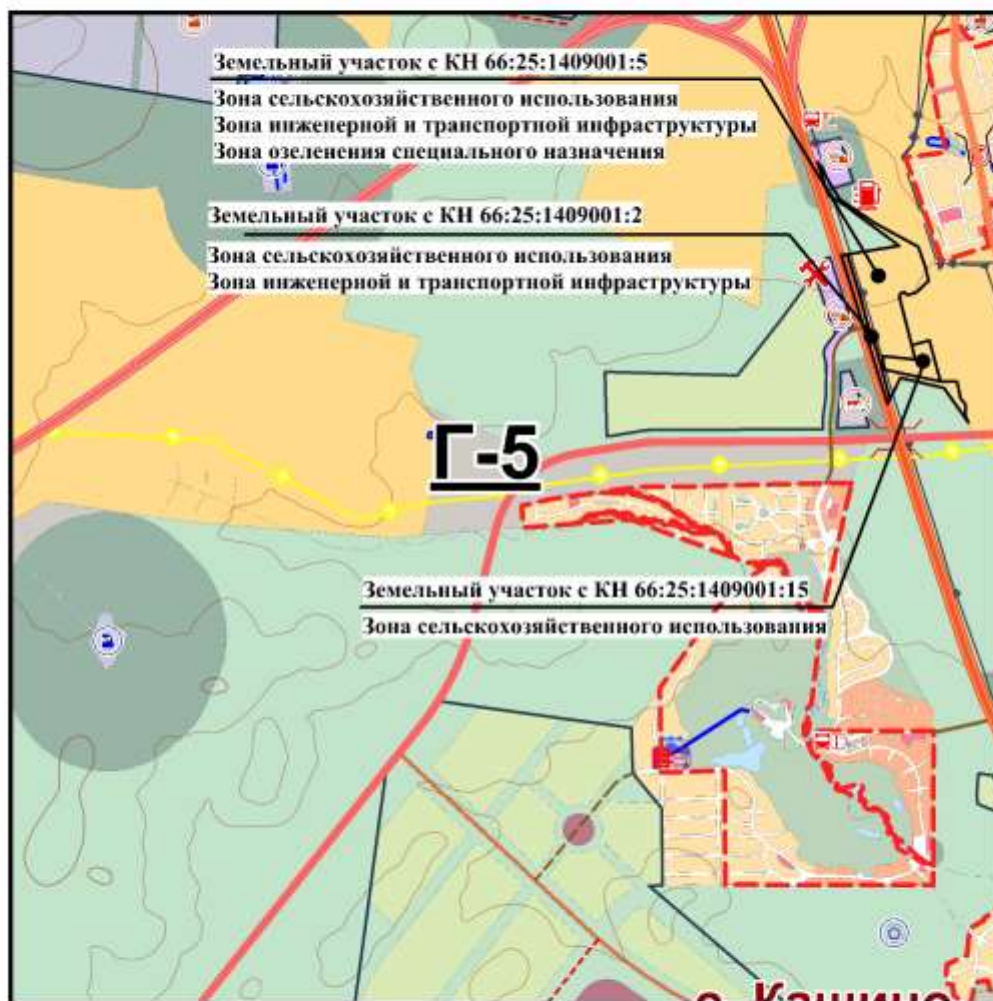 Земельный участок с КН 66:25:1409001:5
Зона сельскохозяйственного использования
Зона инженерной и транспортной инфраструктуры
Зона озеленения специального назначения
Земельный участок с КН 66:25:1409001:2
Зона сельскохозяйственного использования
Зона инженерной и транспортной инфраструктуры
Г-5
Земельный участок с КН 66:25:1409001:15
Зона сельскохозяйственного использования
с. Кашино